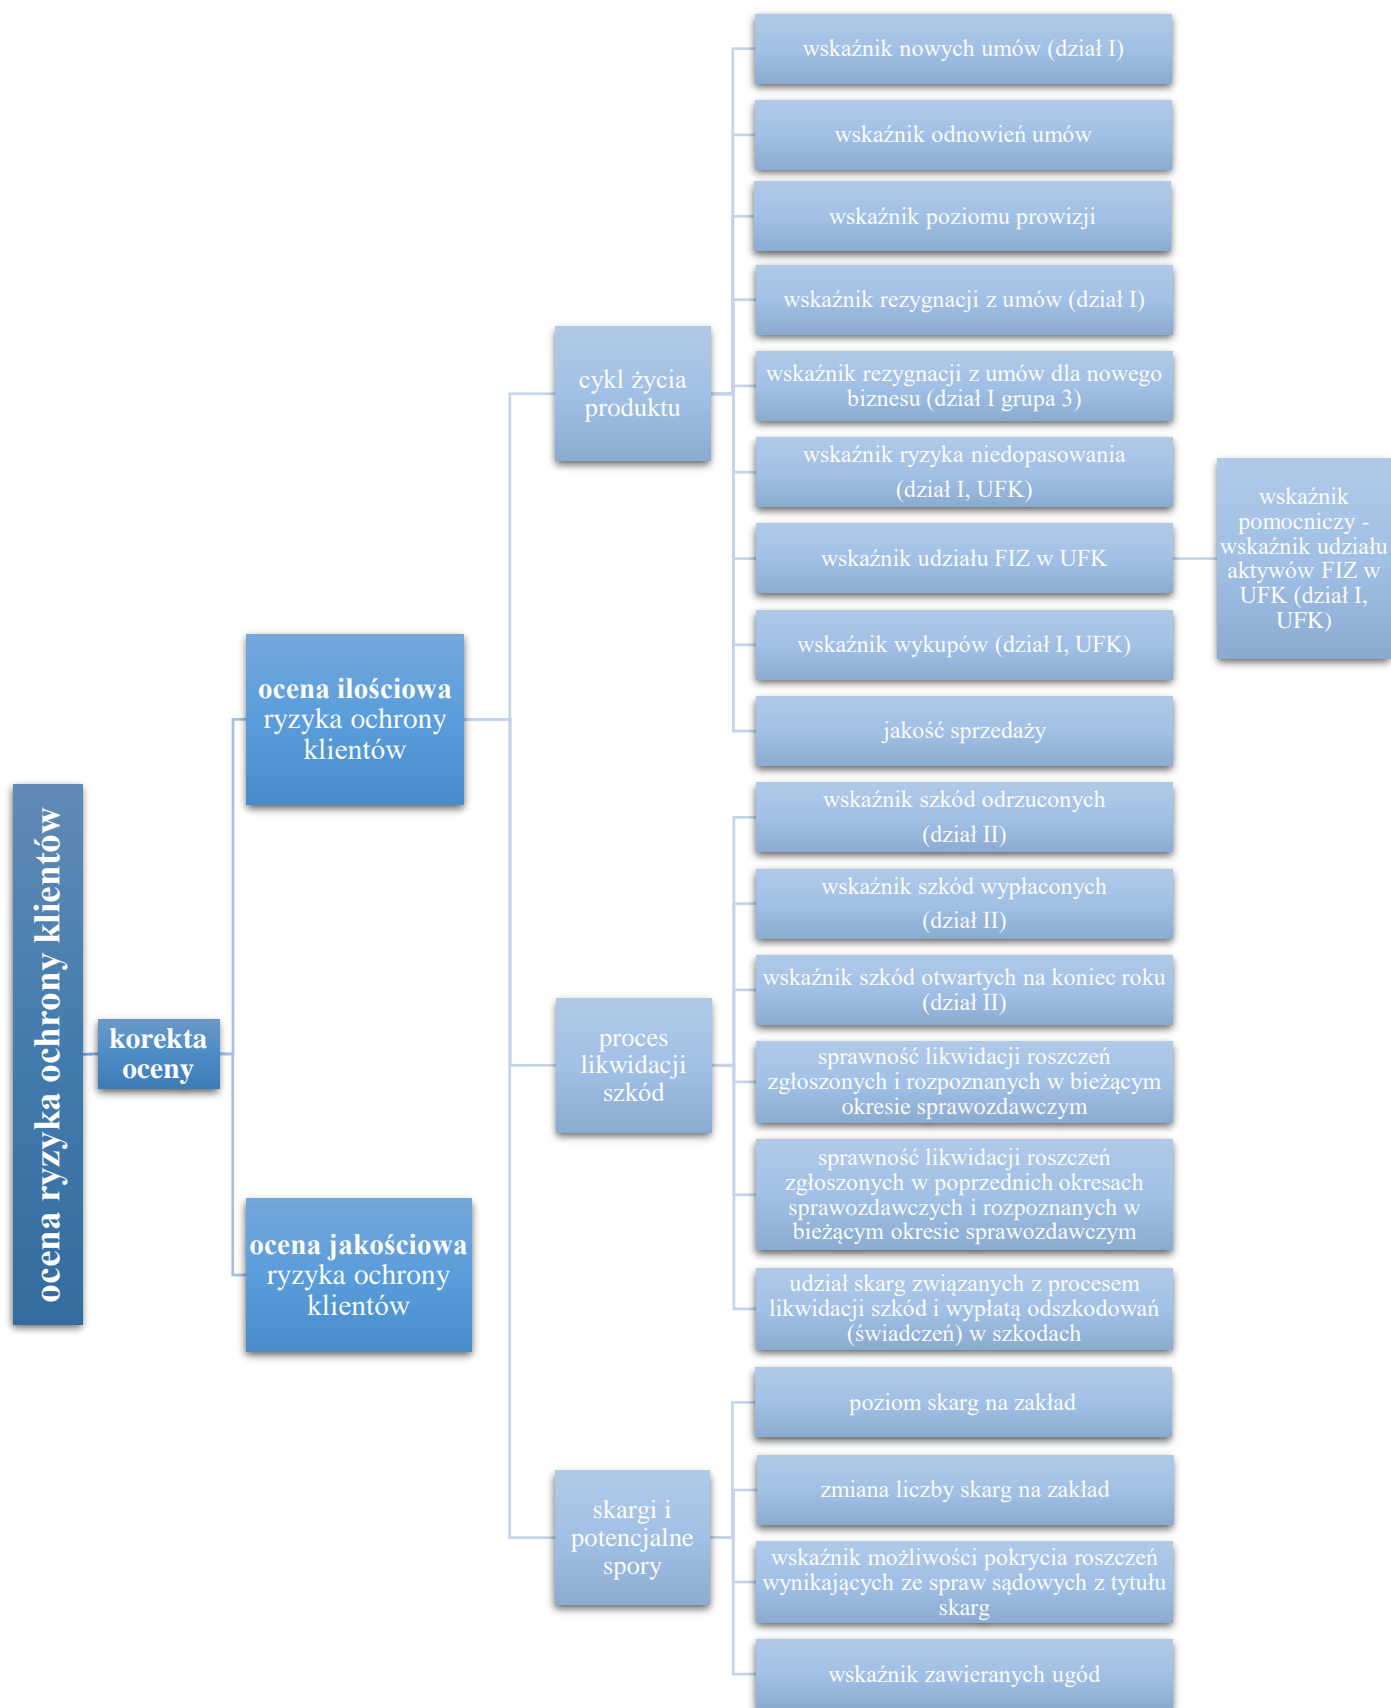 ocena ryzyka ochrony klientów
korekta
oceny
ocena ilościowa
ryzyka ochrony
klientów
ocena jakościowa
ryzyka ochrony
klientów
cykl życia
produktu
wskaźnik nowych umów (dział I)
wskaźnik odnowień umów
wskaźnik poziomu prowizji
wskaźnik rezygnacji z umów (dział I)
wskaźnik rezygnacji z umów dla nowego
biznesu (dział I grupa 3)
wskaźnik ryzyka niedopasowania
(dział I, UFK)
wskaźnik udziału FIZ w UFK
wskaźnik
pomocniczy -
wskaźnik udziału
aktywów FIZ w
UFK (dział I,
UFK)
wskaźnik wykupów (dział I, UFK)
jakość sprzedaży
proces
likwidacji
szkód
wskaźnik szkód odrzuconych
(dział II)
wskaźnik szkód wypłaconych
(dział II)
wskaźnik szkód otwartych na koniec roku
(dział II)
sprawność likwidacji roszczeń
zgłoszonych i rozpoznanych w bieżącym
okresie sprawozdawczym
sprawność likwidacji roszczeń
zgłoszonych w poprzednich okresach
sprawozdawczych i rozpoznanych w
bieżącym okresie sprawozdawczym
udział skarg związanych z procesem
likwidacji szkód i wypłatą odszkodowań
(świadczeń) w szkodach
skargi i
potencjalne
spory
poziom skarg na zakład
zmiana liczby skarg na zakład
wskaźnik możliwości pokrycia roszczeń
wynikających ze spraw sądowych z tytułu
skarg
wskaźnik zawieranych ugód